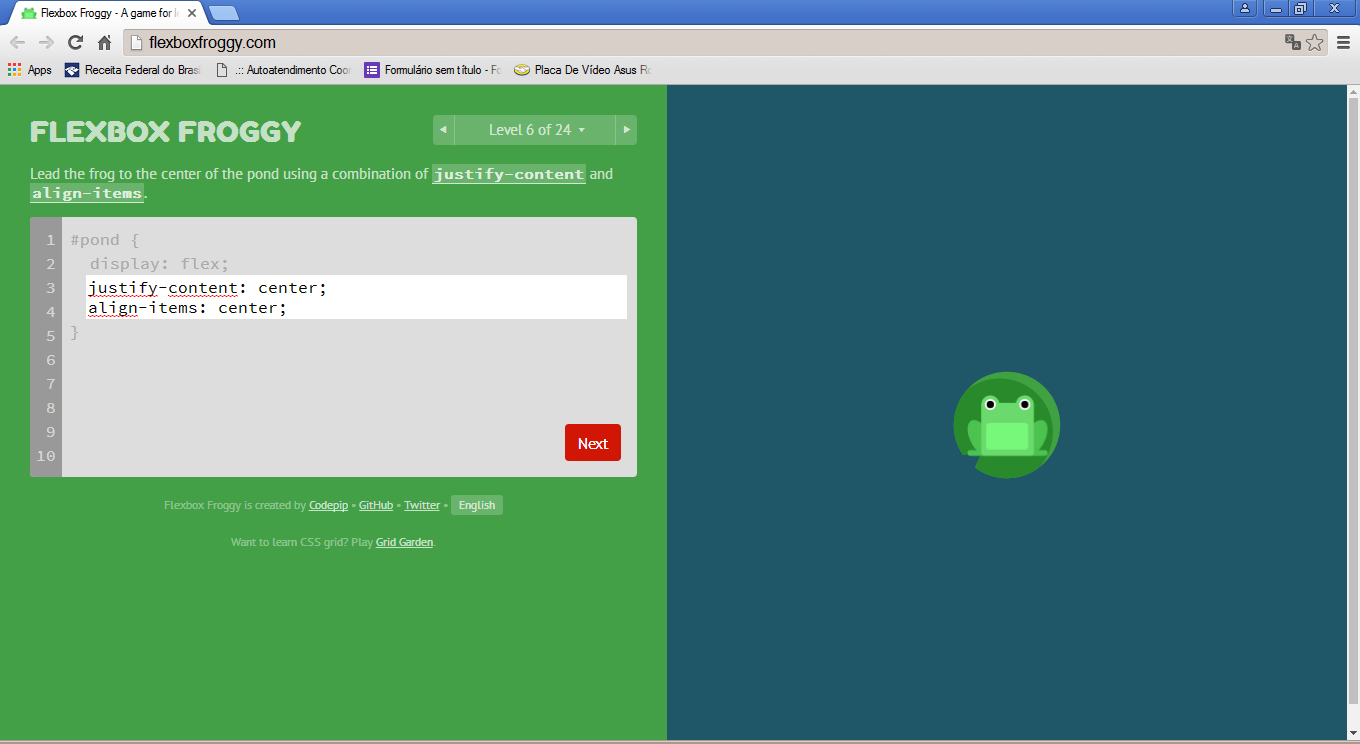 Flexbox Froggy - A game for le
flexboxfroggy.com
Apps Receita Federal do Brasi .:: Autoatendimento Coor Formulário sem título - Fo Placa De Vídeo Asus Ro
FLEXBOX FROGGY
Level 6 of 24
Lead the frog to the center of the pond using a combination of justify-content and
align-items.
1 #pond {
2 display: flex;
3 justify-content: center;
4 align-items: center;
5 }
6
7
8
9
10
Next
Flexbox Froggy is created by Codepip • GitHub • Twitter • English
Want to learn CSS grid? Play Grid Garden.